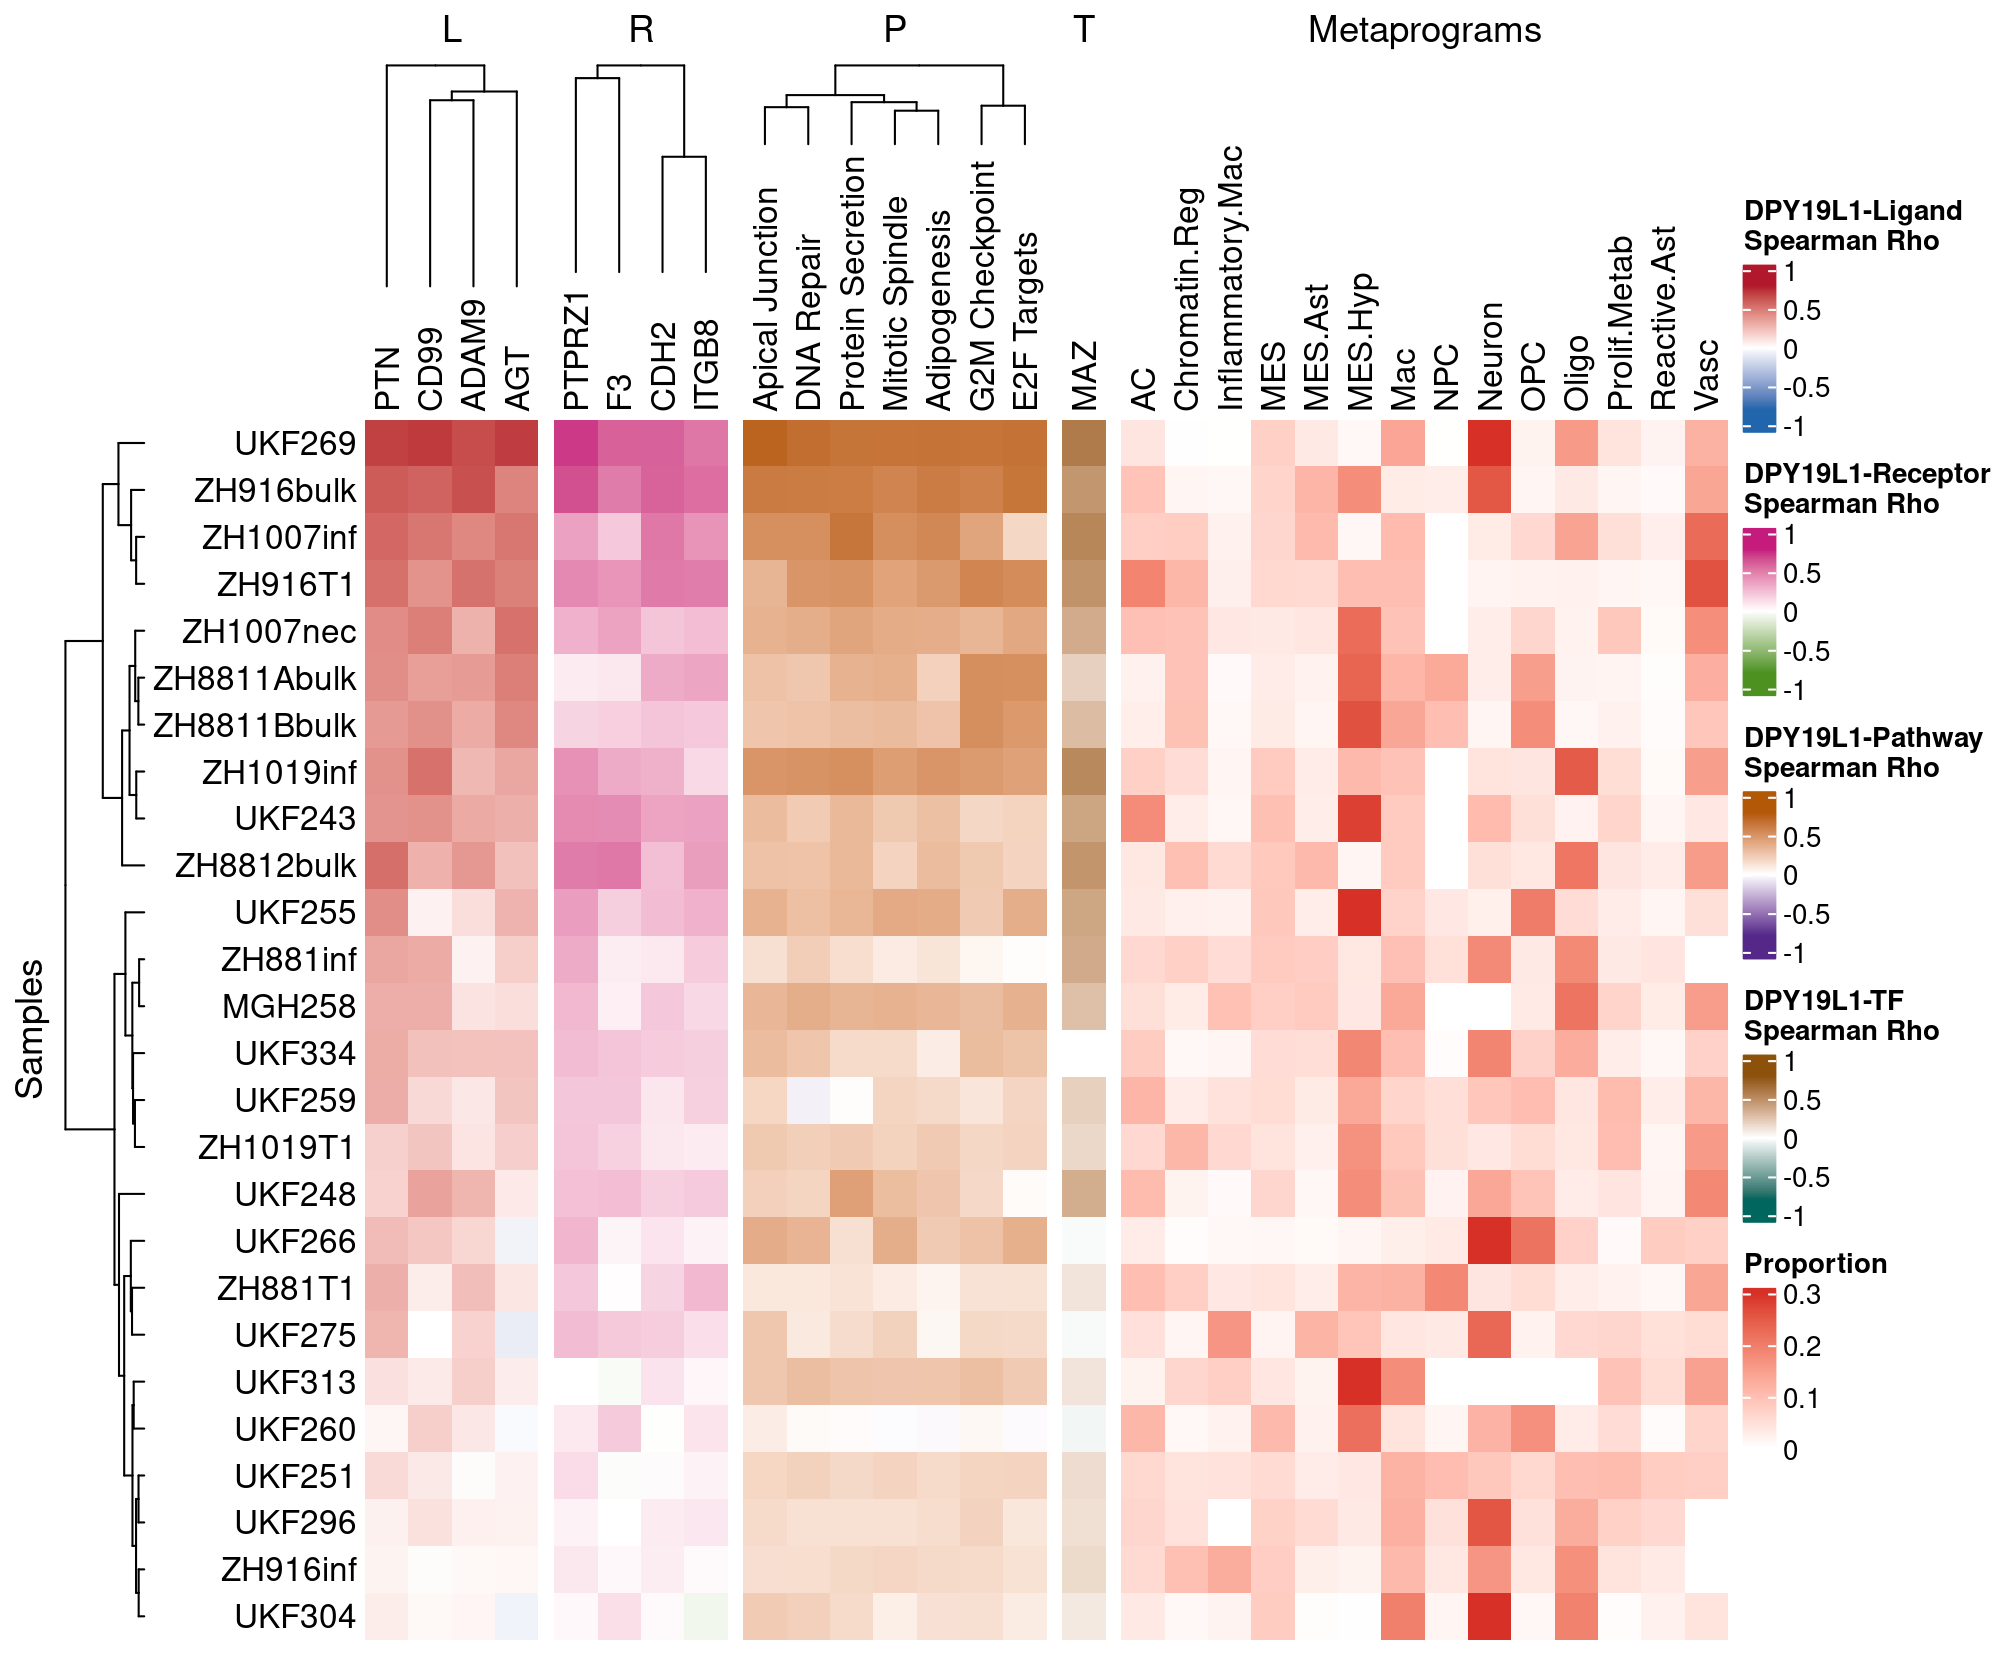 L R P T Metaprograms
PTN CD99 ADAM9 AGT PTPRZ1 F3 CDH2 ITGB8 Apical Junction DNA Repair Protein Secretion Mitotic Spindle Adipogenesis G2M Checkpoint E2F Targets MAZ AC Chromatin.Reg Inflammatory.Mac MES MES.Ast MES.Hyp Mac NPC Neuron OPC Oligo Prolif.Metab Reactive.Ast Vasc
Samples
UKF269
ZH916bulk
ZH1007inf
ZH916T1
ZH1007nec
ZH8811Abulk
ZH8811Bbulk
ZH1019inf
UKF243
ZH8812bulk
UKF255
ZH881inf
MGH258
UKF334
UKF259
ZH1019T1
UKF248
UKF266
ZH881T1
UKF275
UKF313
UKF260
UKF251
UKF296
ZH916inf
UKF304
DPY19L1-Ligand
Spearman Rho
1
0.5
0
-0.5
-1
DPY19L1-Receptor
Spearman Rho
1
0.5
0
-0.5
-1
DPY19L1-Pathway
Spearman Rho
1
0.5
0
-0.5
-1
DPY19L1-TF
Spearman Rho
1
0.5
0
-0.5
-1
Proportion
0.3
0.2
0.1
0